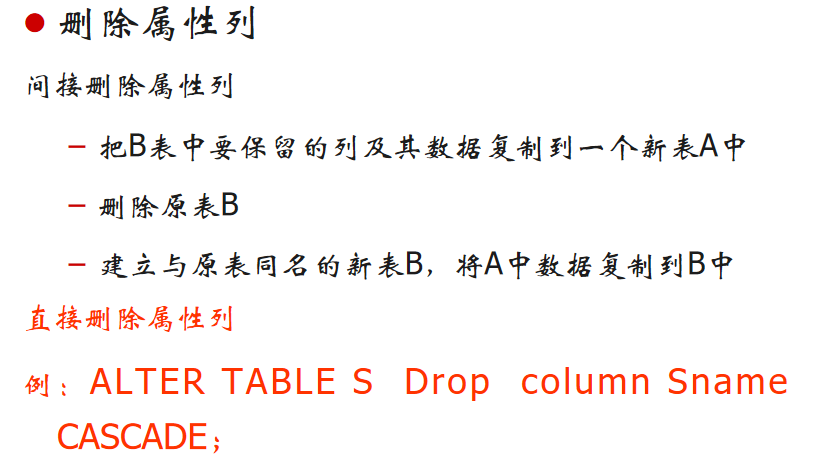 ● 删除属性列
间接删除属性列
– 把B表中要保留的列及其数据复制到一个新表A中
– 删除原表B
– 建立与原表同名的新表B，将A中数据复制到B中
直接删除属性列
例：ALTER TABLE S Drop column Sname
CASCADE；